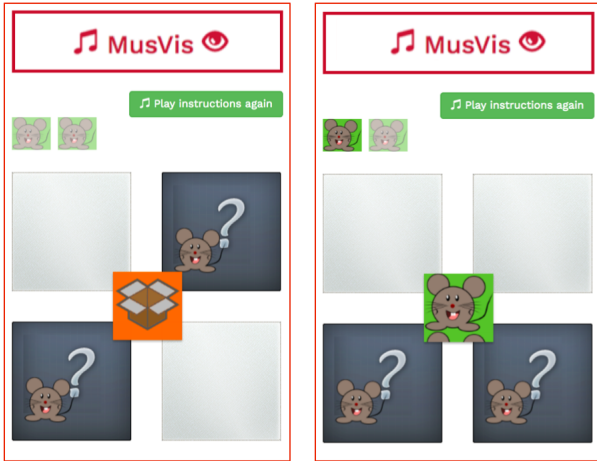 ♫ MusVis
♫ Play instructions again
?
?
♫ MusVis
♫ Play instructions again
?
?